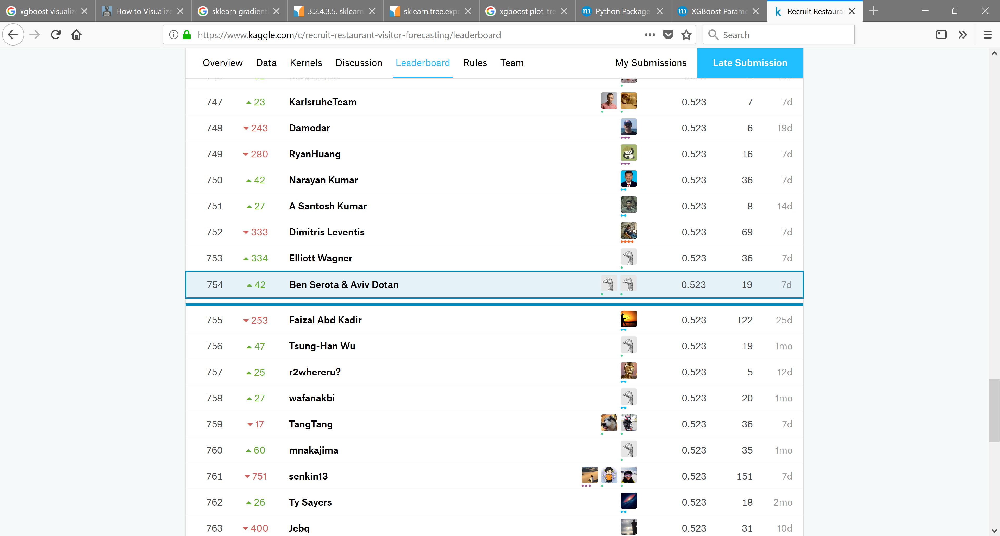 xgboost visualiz
How to Visualize
sklearn gradient
3.2.4.3.5. sklearn
sklearn.tree.expo
xgboost plot_tre
Python Package
XGBoost Parame
Recruit Restaura
https://www.kaggle.com/c/recruit-restaurant-visitor-forecasting/leaderboard
Search
Overview Data Kernels Discussion Leaderboard Rules Team My Submissions Late Submission
747 23 KarlsruheTeam 0.523 7 7d
748 243 Damodar 0.523 6 19d
749 280 RyanHuang 0.523 16 7d
750 42 Narayan Kumar 0.523 36 7d
751 27 A Santosh Kumar 0.523 8 14d
752 333 Dimitris Leventis 0.523 69 7d
753 334 Elliott Wagner 0.523 36 7d
754 42 Ben Serota & Aviv Dotan 0.523 19 7d
755 253 Faizal Abd Kadir 0.523 122 25d
756 47 Tsung-Han Wu 0.523 19 1mo
757 25 r2whereru? 0.523 5 12d
758 27 wafanakbi 0.523 20 1mo
759 17 TangTang 0.523 36 7d
760 60 mnakajima 0.523 35 1mo
761 751 senkin13 0.523 151 7d
762 26 Ty Sayers 0.523 18 2mo
763 400 Jebq 0.523 31 10d